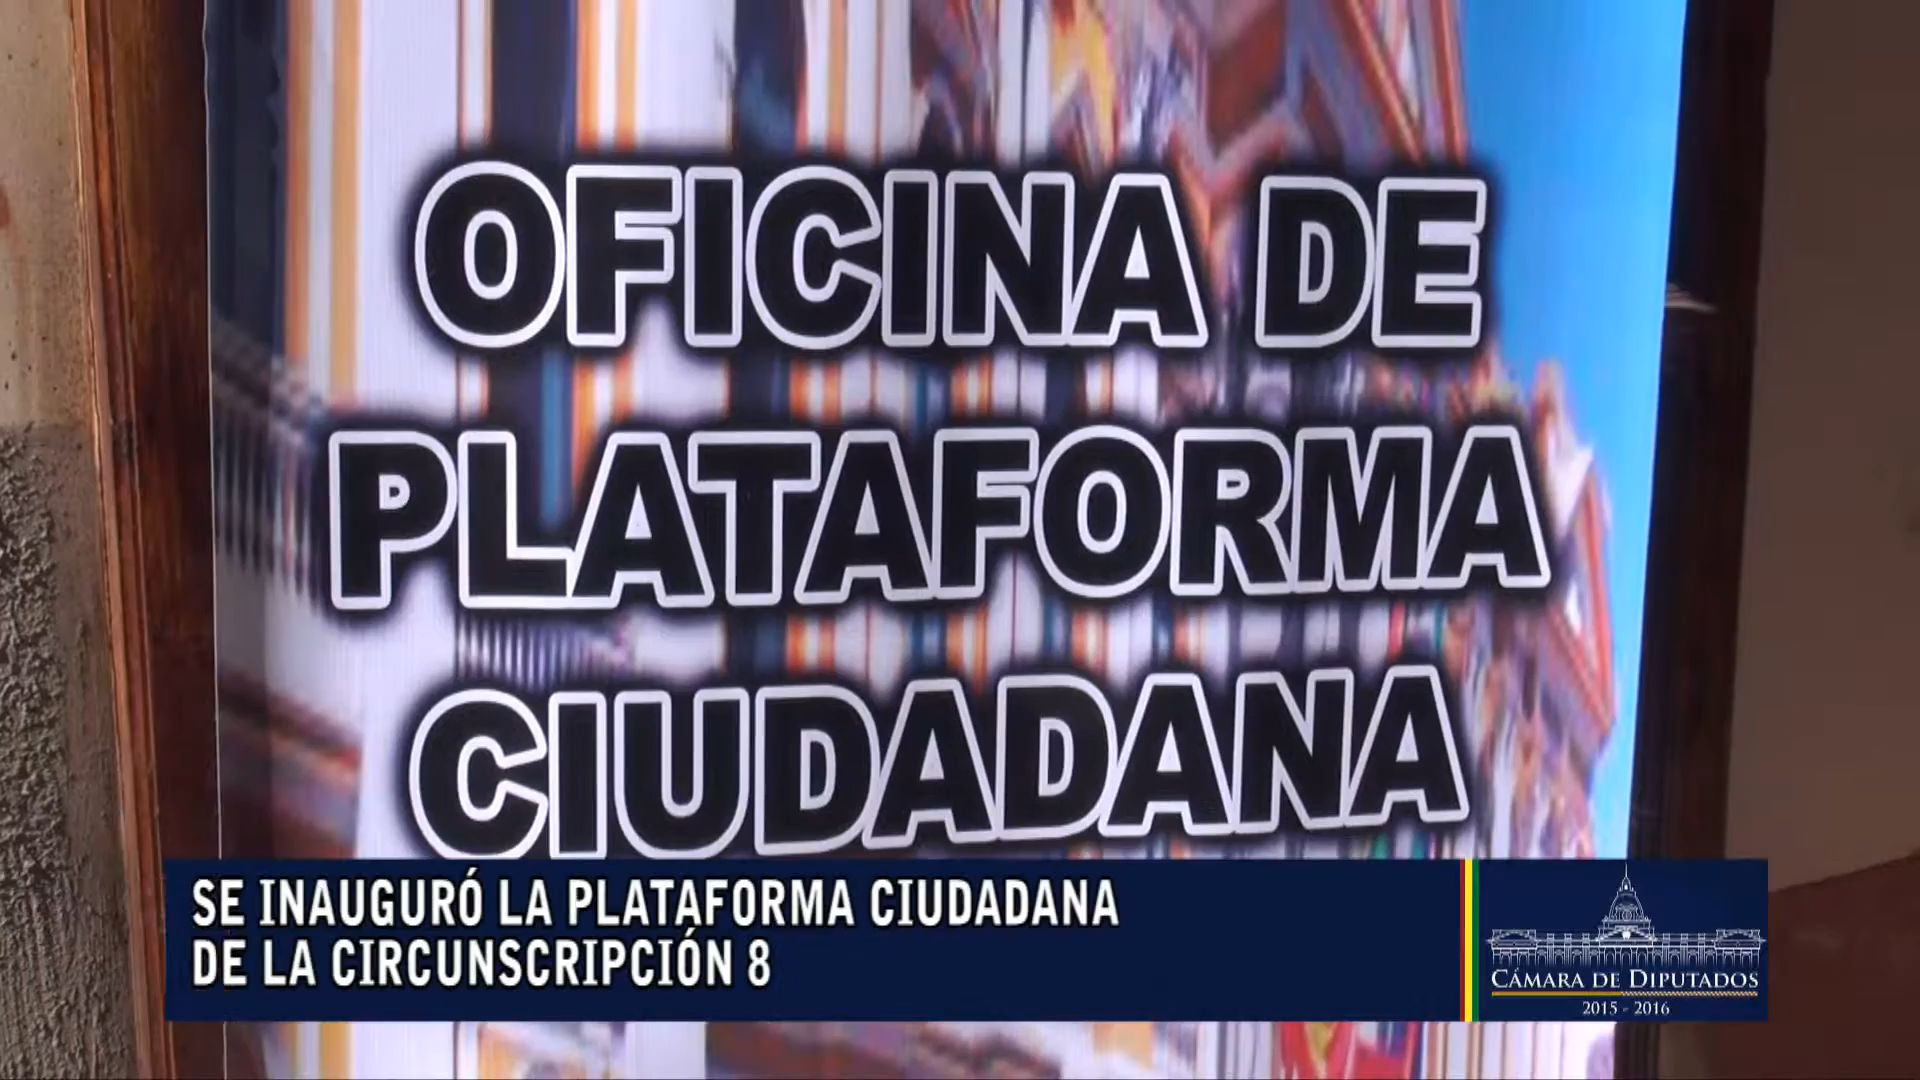 OFICINA DE
PLATAFORMA
CIUDADANA
SE INAUGURÓ LA PLATAFORMA CIUDADANA
DE LA CIRCUNSCRIPCIÓN 8
CÁMARA DE DIPUTADOS
2015 - 2016